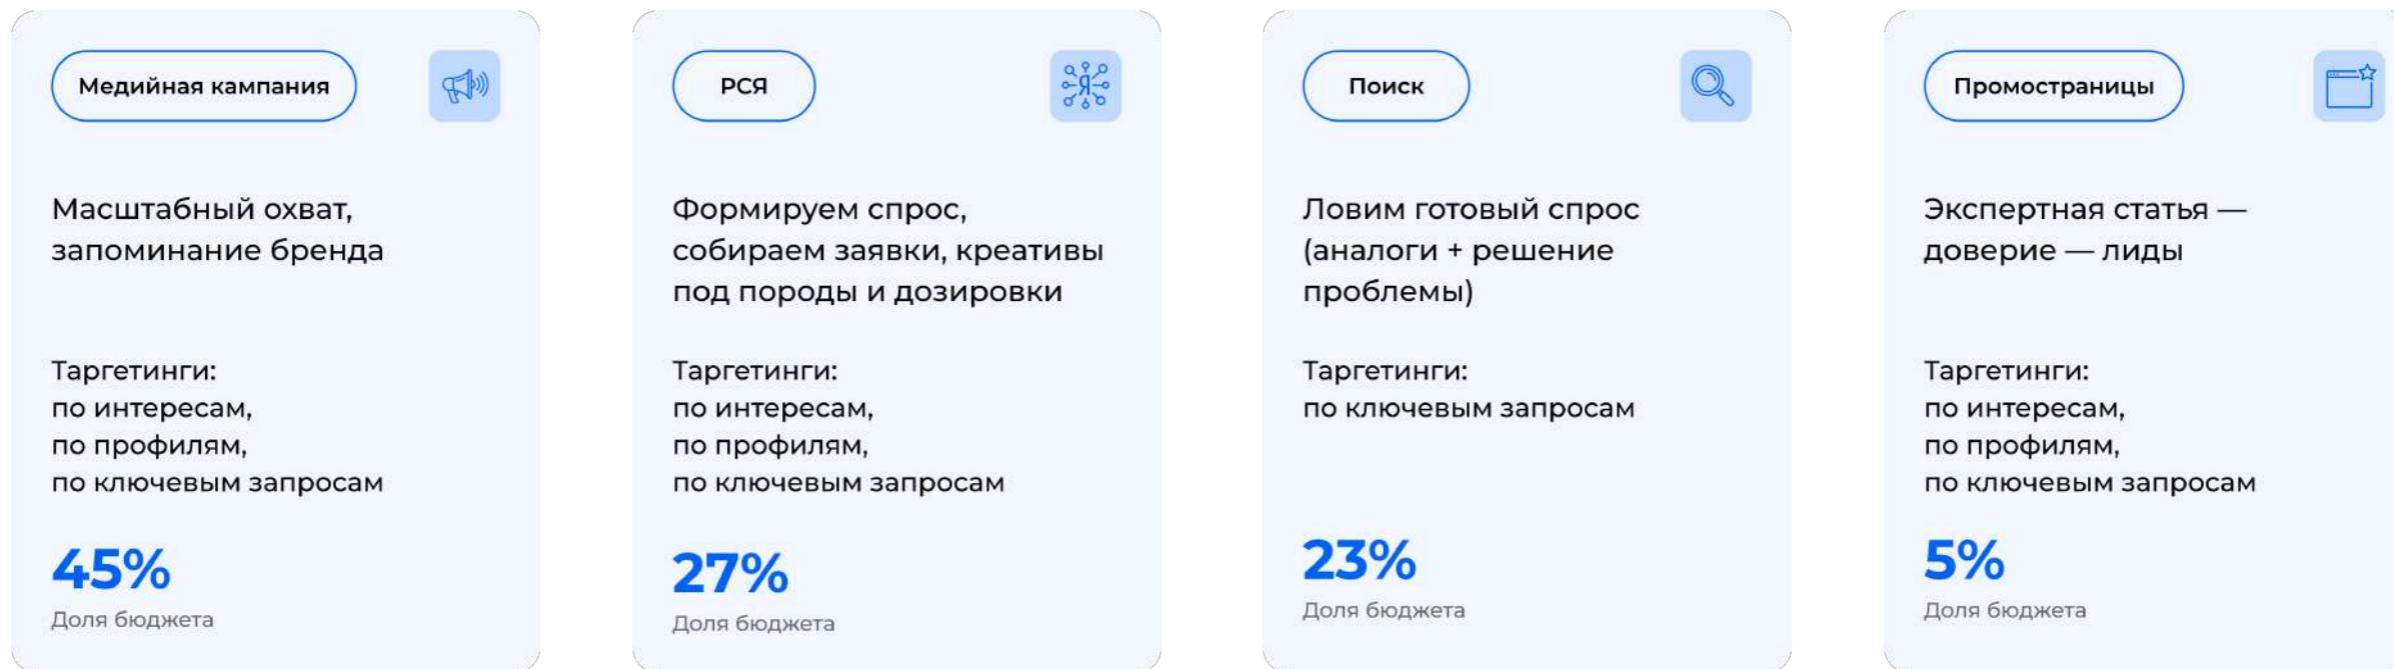 Медийная кампания
Масштабный охват,
запоминание бренда
Таргетинги:
по интересам,
по профилям,
по ключевым запросам
45%
Доля бюджета
РСЯ
Я
Формируем спрос,
собираем заявки, креативы
под породы и дозировки
Таргетинги:
по интересам,
по профилям,
по ключевым запросам
27%
Доля бюджета
Поиск
Ловим готовый спрос
(аналоги + решение
проблемы)
Таргетинги:
по ключевым запросам
23%
Доля бюджета
Промостраницы
Экспертная статья —
доверие — лиды
Таргетинги:
по интересам,
по профилям,
по ключевым запросам
5%
Доля бюджета